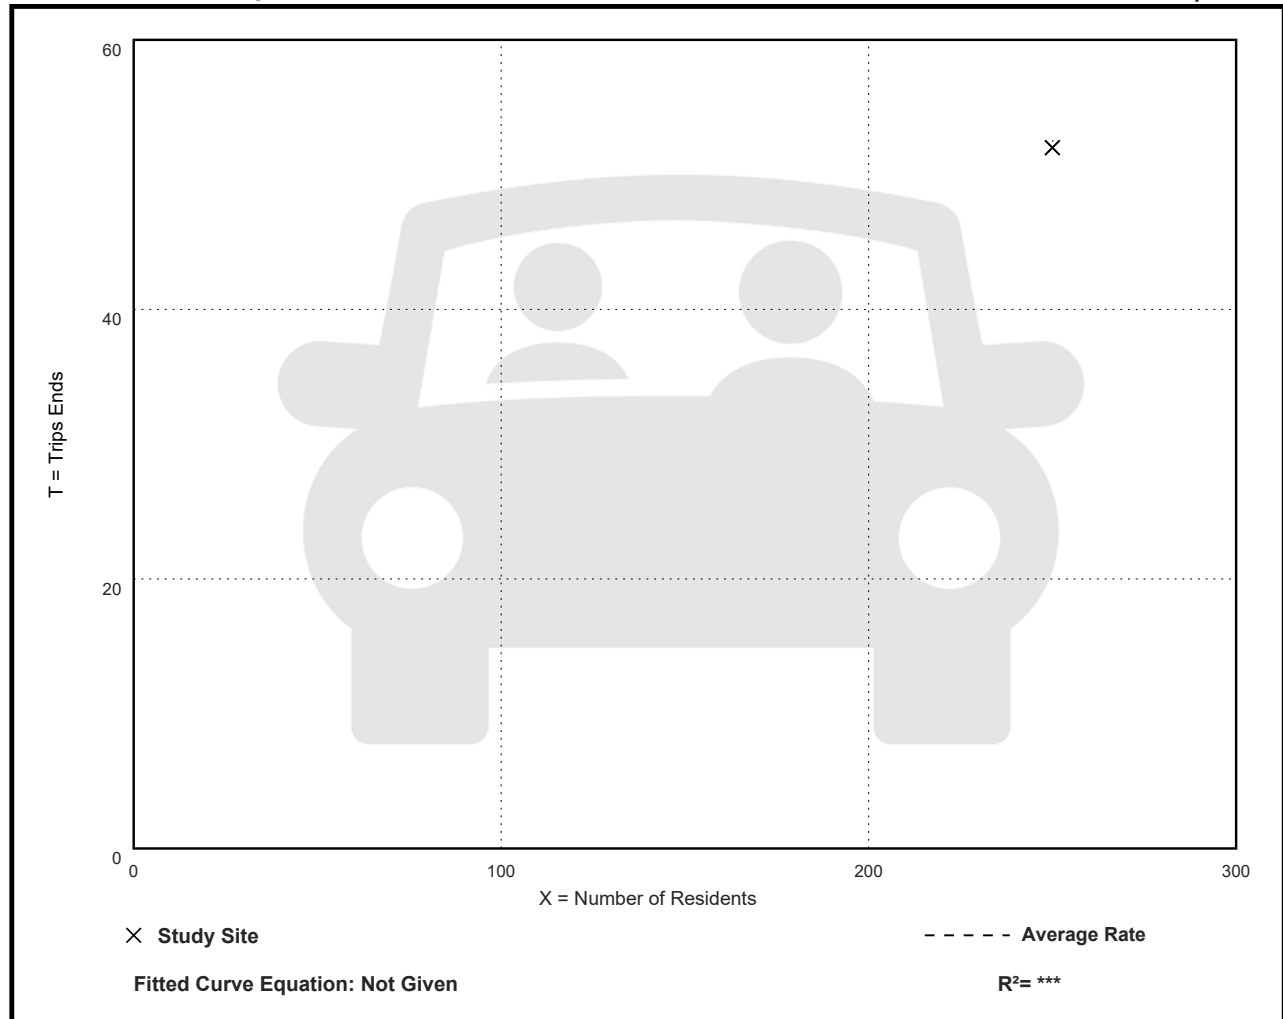 60
40
20
0
T = Trips Ends
0 100 200 300
X = Number of Residents
Study Site
Average Rate
Fitted Curve Equation: Not Given
R²= ***